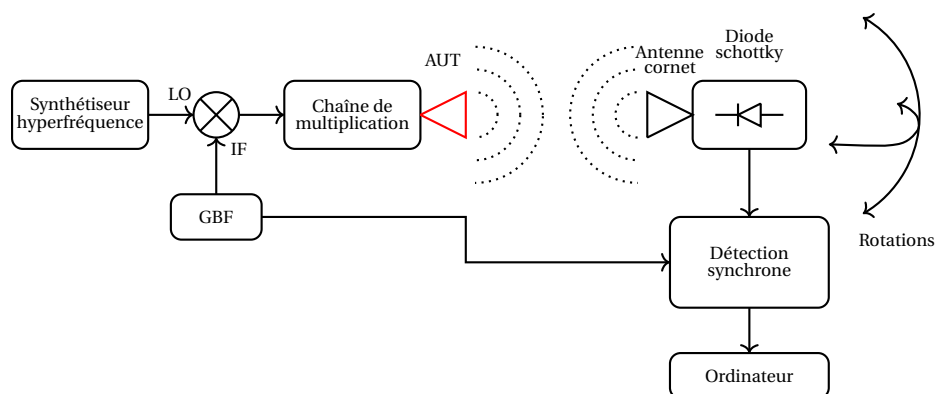 Diode
schottky
Antenne
cornet
AUT
LO
Synthétiseur
hyperfréquence
Chaîne de
multiplication
IF
GBF
Rotations
Détection
synchrone
Ordinateur